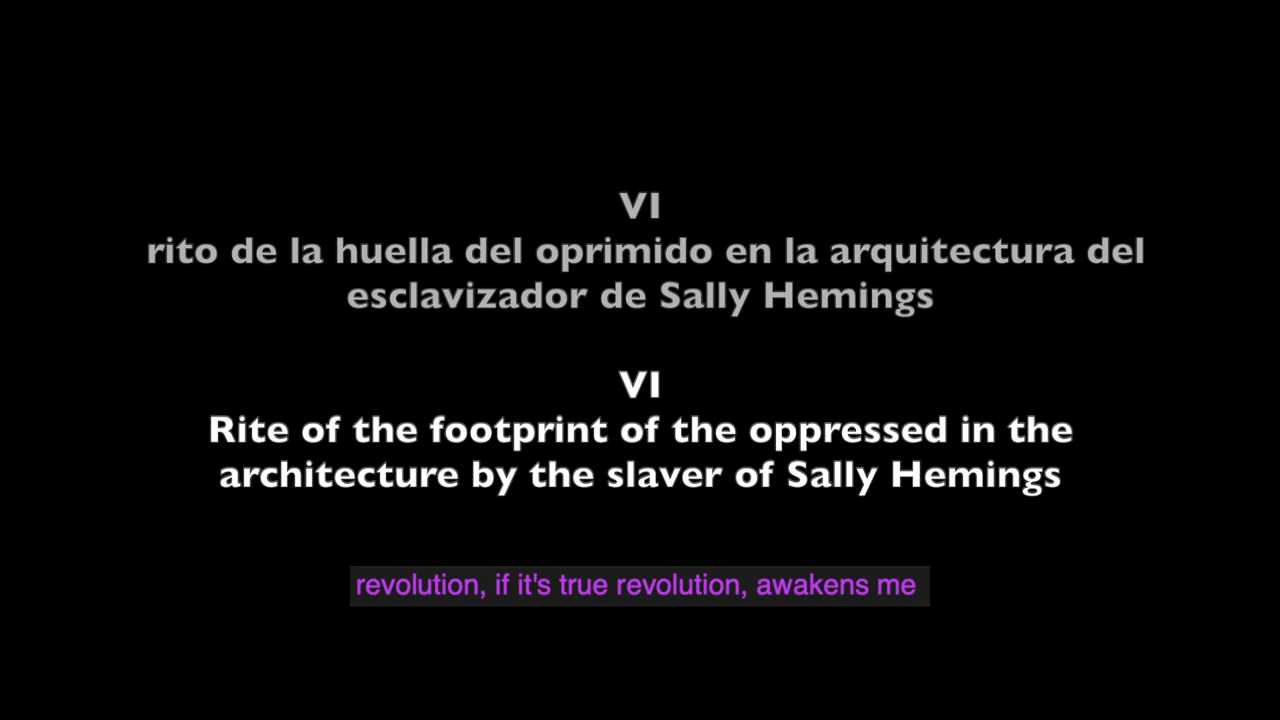 VI
rito de la huella del oprimido en la arquitectura del
esclavizador de Sally Hemings
VI
Rite of the footprint of the oppressed in the
architecture by the slaver of Sally Hemings
revolution, if it's true revolution, awakens me